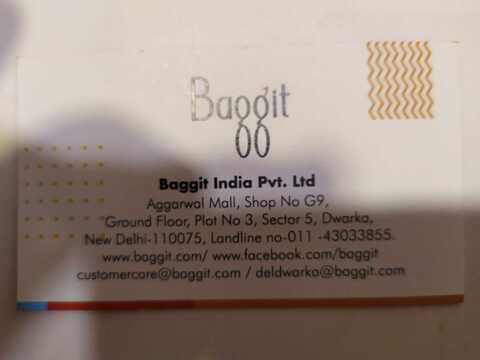 Baggit
Baggit India Pvt. Ltd
Aggarwal Mall, Shop No G9,
Ground Floor, Plot No 3, Sector 5, Dwarka,
New Delhi-110075, Landline no-011 -43033855.
www.baggit.com/ www.facebook.com/baggit
customercare@baggit.com / deldwarka@baggit.com